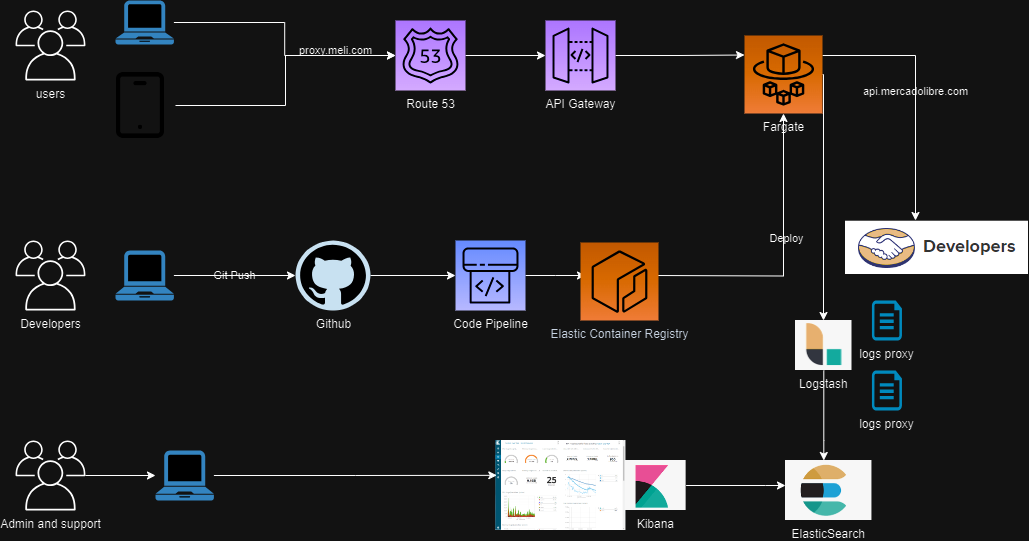 users
proxy.meli.com
53
Route 53
API Gateway
Fargate
api.mercadolibre.com
Developers
Git Push
Github
Code Pipeline
Elastic Container Registry
Deploy
Developers
Logstash
logs proxy
logs proxy
Admin and support
25
Kibana
ElasticSearch